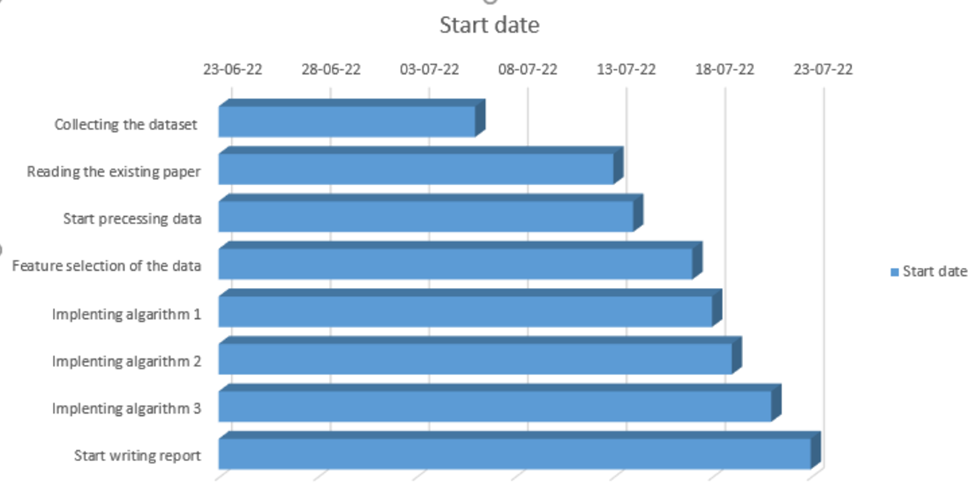 Start date
23-06-22 28-06-22 03-07-22 08-07-22 13-07-22 18-07-22 23-07-22
Collecting the dataset
Reading the existing paper
Start precessing data
Feature selection of the data
Start date
Implenting algarithm 1
Implenting algarithm 2
Implenting algarithm 3
Start writing report